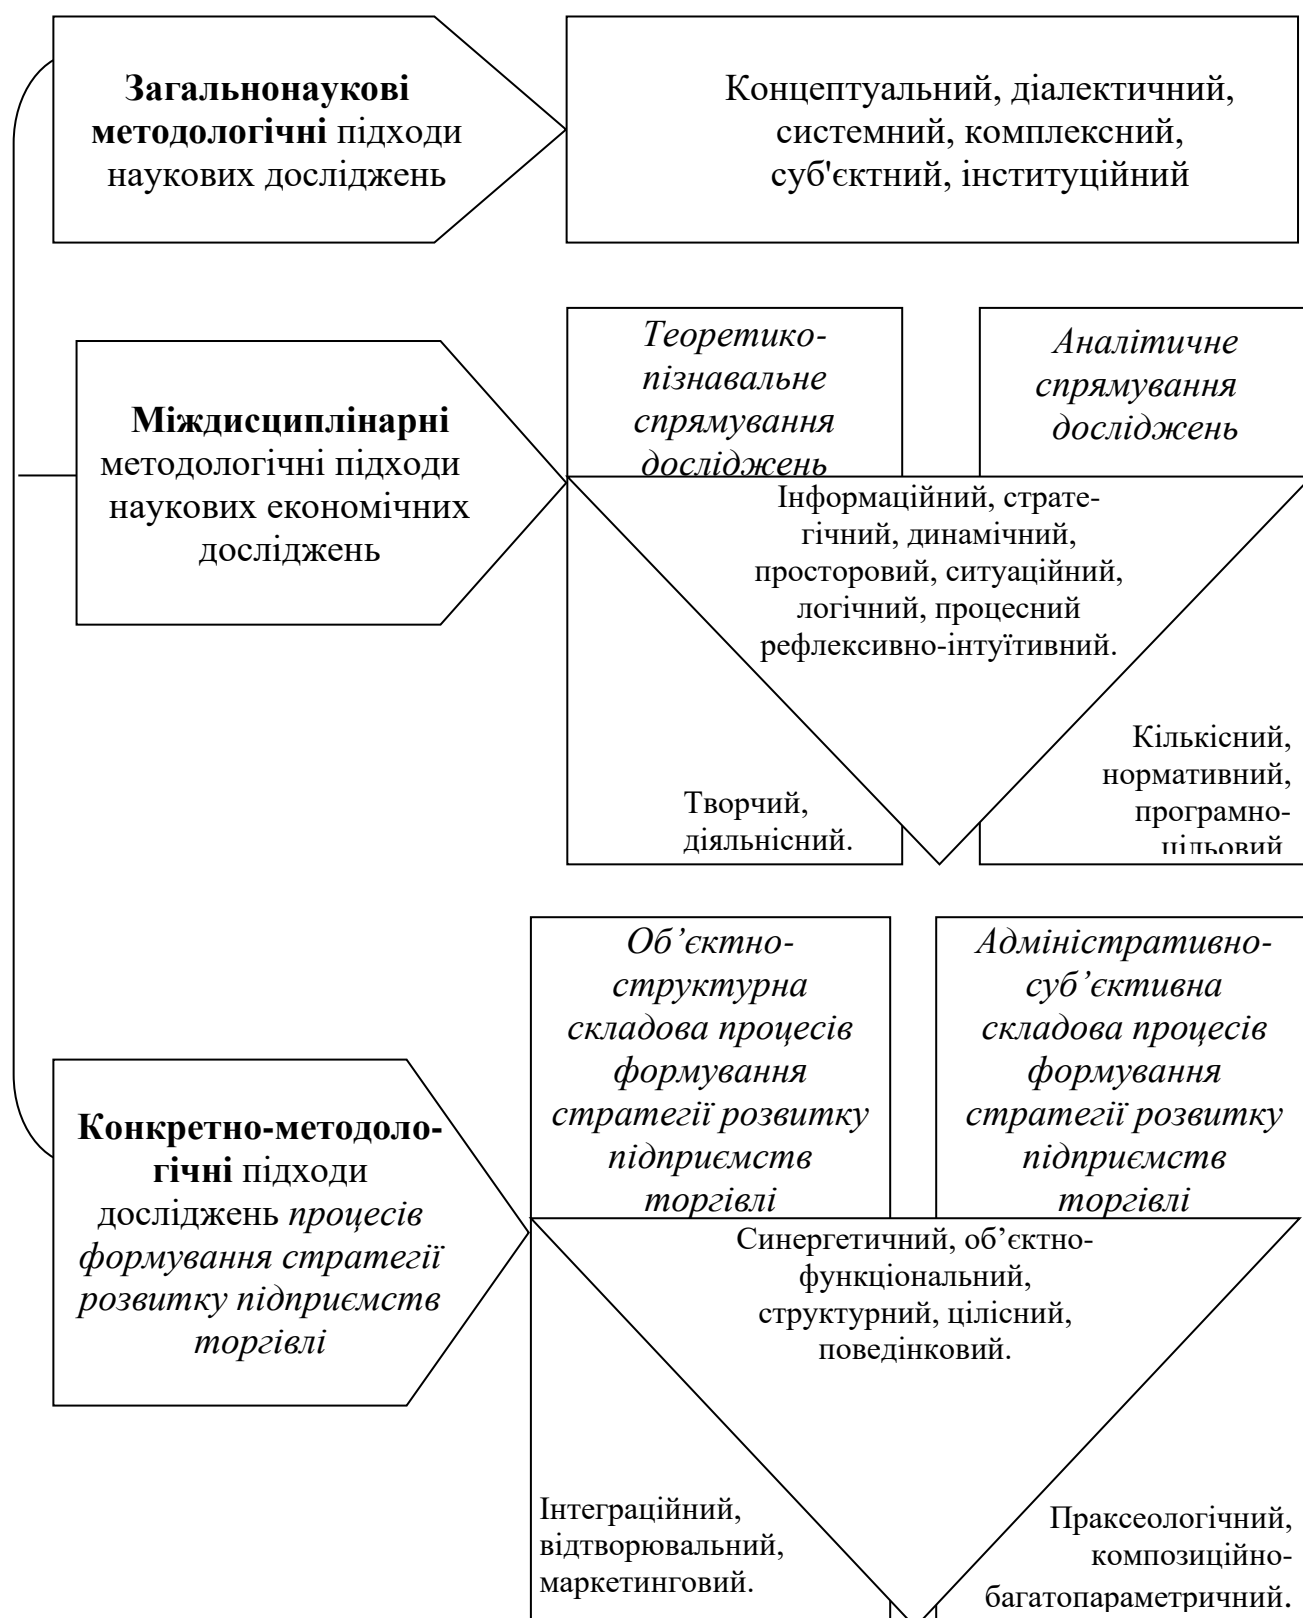 Загальнонаукові
методологічні підходи
наукових досліджень
Концептуальний, діалектичний,
системний, комплексний,
суб'єктний, інституційний
Міждисциплінарні
методологічні підходи
наукових економічних
досліджень
Теоретико-
пізнавальне
спрямування
досліджень
Аналітичне
спрямування
досліджень
Інформаційний, страте-
гічний, динамічний,
просторовий, ситуаційний,
логічний, процесний
рефлексивно-інтуїтивний.
Творчий,
діяльнісний.
Кількісний,
нормативний,
програмно-
цільовий
Конкретно-методоло-
гічні підходи
досліджень процесів
формування стратегії
розвитку підприємств
торгівлі
Об’єктно-
структурна
складова процесів
формування
стратегії розвитку
підприємств
торгівлі
Адміністративно-
суб’єктивна
складова процесів
формування
стратегії розвитку
підприємств
торгівлі
Синергетичний, об’єктно-
функціональний,
структурний, цілісний,
поведінковий.
Інтеграційний,
відтворювальний,
маркетинговий.
Праксеологічний,
композиційно-
багатопараметричний.